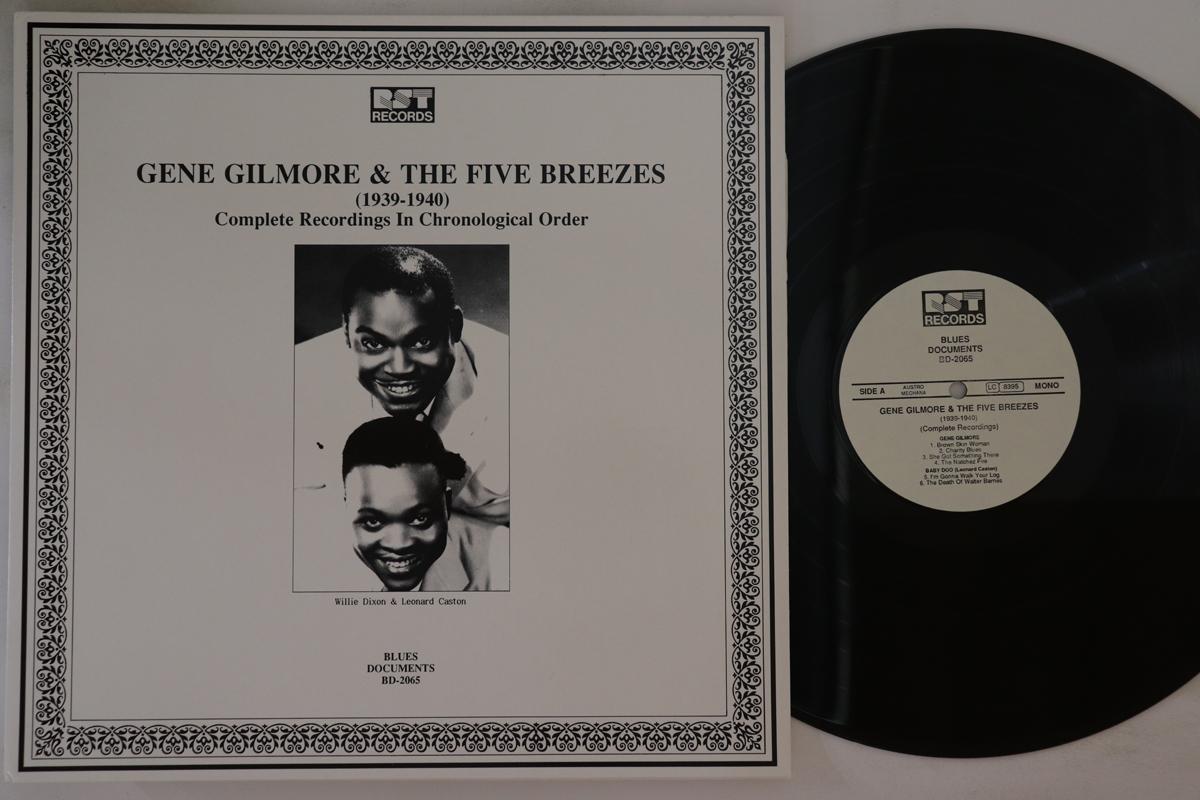 RST
RECORDS
GENE GILMORE & THE FIVE BREEZES
(1939-1940)
Complete Recordings In Chronological Order
Willie Dixon & Leonard Caston
BLUES
DOCUMENTS
BD-2065
RST
RECORDS
BLUES
DOCUMENTS
BD-2065
SIDE A AUSTRO MECHANA LC 8395 MONO
GENE GILMORE & THE FIVE BREEZES
(1939-1940)
(Complete Recordings)
GENE GILMORE
1. Brown Skin Woman
2. Charity Blues
3. She Got Something There
4. The Natchez Fire
BABY DOO (Leonard Caston)
5. I'm Gonna Walk Your Log
6. The Death Of Walter Barnes